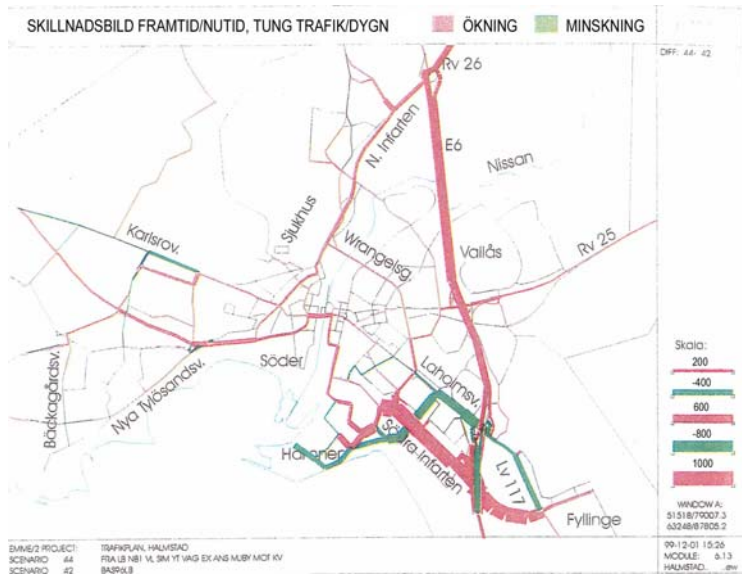 SKILLNADSBILD FRAMTID/NUTID, TUNG TRAFIK/DYGN ÖKNING MINSKNING
DIFF: 44- 42
Rv 26
N. Infarten
E6
Nissan
Sjukhus
Karlsrov.
Wrangelsg.
Vallås
Rv 25
Söder
Laholmsv.
Bäckagårdsv.
Nya Tylösandsv.
Södra Infarten
Lv 117
Fyllinge
Skala:
200
-400
600
-800
1000
WINDOW A:
51518/79007.3
63248/87805.2
EMME/2 PROJECT: TRAFIKPLAN, HALMSTAD
SCENARIO 44
SCENARIO 42 BAS96LB
99-12-01 15:26
MODULE: 6.13
HALMSTAD